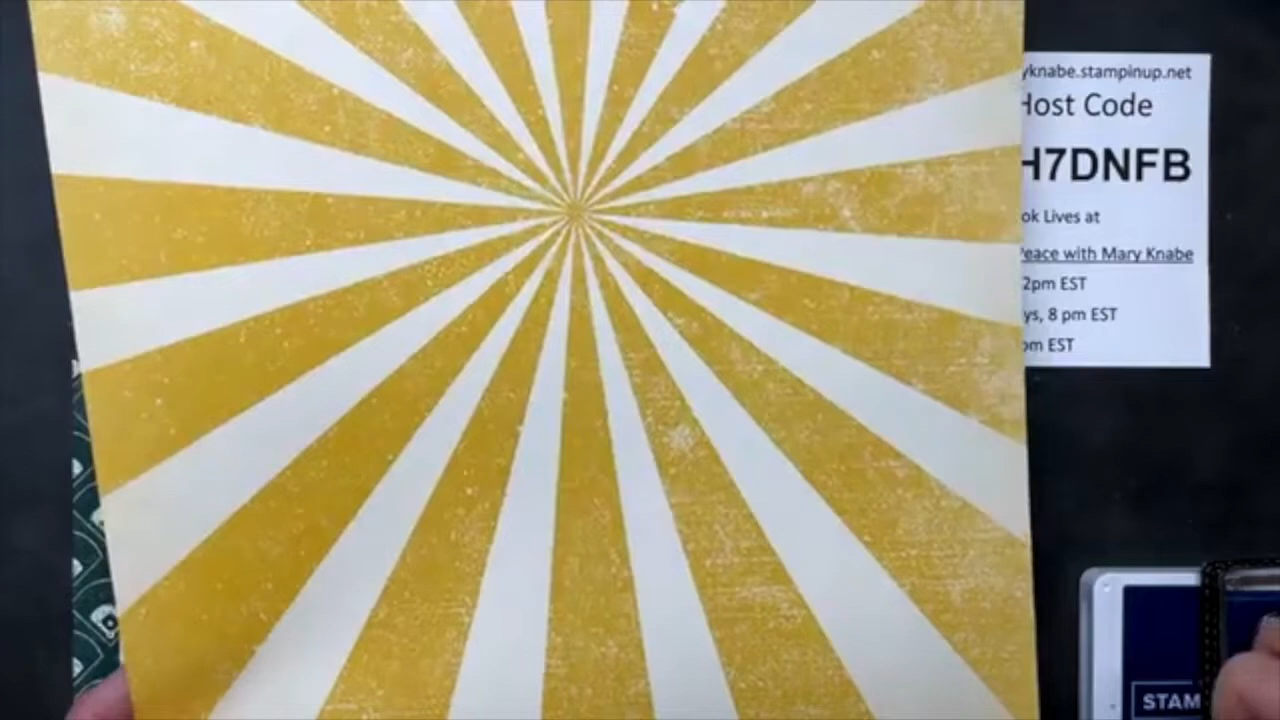 yknabe.stampinup.net
Host Code
H7DNFB
ok Lives at
Peace with Mary Knabe
2pm EST
ys, 8 pm EST
pm EST
STAM